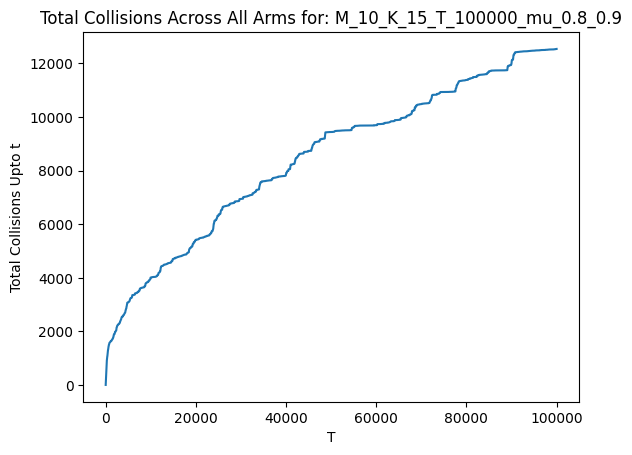 Total Collisions Across All Arms for: M_10_K_15_T_100000_mu_0.8_0.9
Total Collisions Upto t
12000
10000
8000
6000
4000
2000
0
0 20000 40000 60000 80000 100000
T